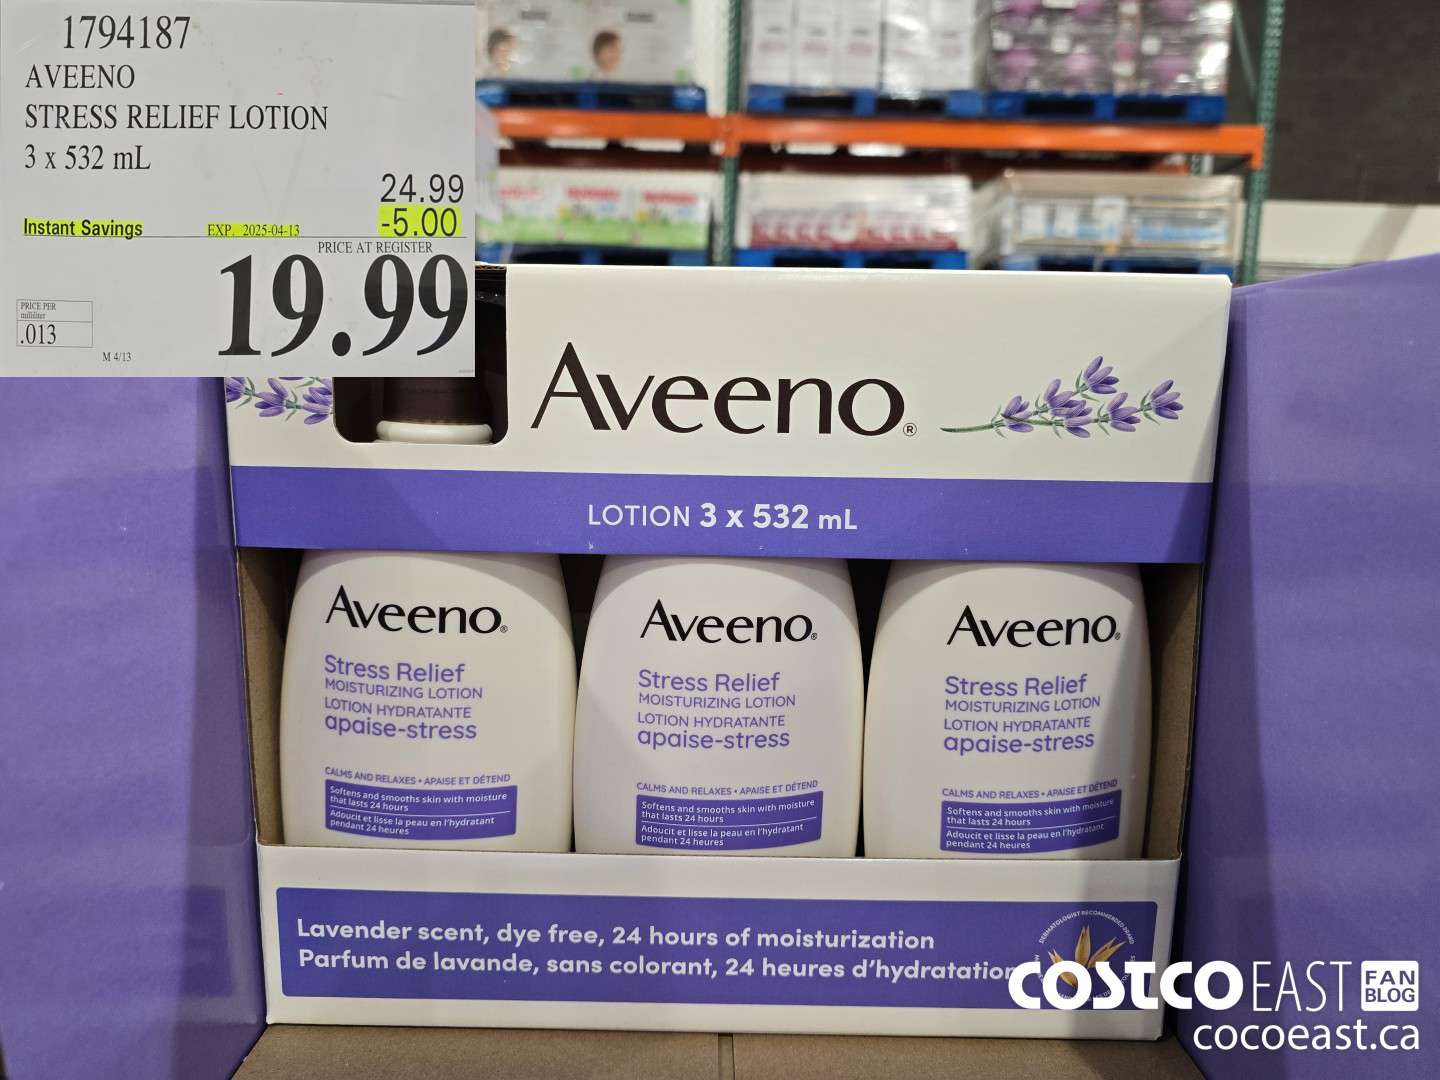 1794187
AVEENO
STRESS RELIEF LOTION
3 x 532 mL
24.99
Instant Savings EXP. 2025-04-13 -5.00
PRICE AT REGISTER
19.99
PRICE PER
milliliter
.013
M 4/13
Aveeno®
LOTION 3 x 532 mL
Aveeno®
Stress Relief
MOISTURIZING LOTION
LOTION HYDRATANTE
apaise-stress
CALMS AND RELAXES • APAISE ET DÉTEND
Softens and smooths skin with moisture
that lasts 24 hours
Adoucit et lisse la peau en l'hydratant
pendant 24 heures
Aveeno®
Stress Relief
MOISTURIZING LOTION
LOTION HYDRATANTE
apaise-stress
CALMS AND RELAXES • APAISE ET DÉTEND
Softens and smooths skin with moisture
that lasts 24 hours
Adoucit et lisse la peau en l'hydratant
pendant 24 heures
Aveeno®
Stress Relief
MOISTURIZING LOTION
LOTION HYDRATANTE
apaise-stress
CALMS AND RELAXES • APAISE ET DÉTEND
Softens and smooths skin with moisture
that lasts 24 hours
Adoucit et lisse la peau en l'hydratant
pendant 24 heures
Lavender scent, dye free, 24 hours of moisturization
Parfum de lavande, sans colorant, 24 heures d'hydratation
DERMATOLOGIST RECOMMENDED BRAND
COSTCO EAST FAN BLOG
cocoeast.ca